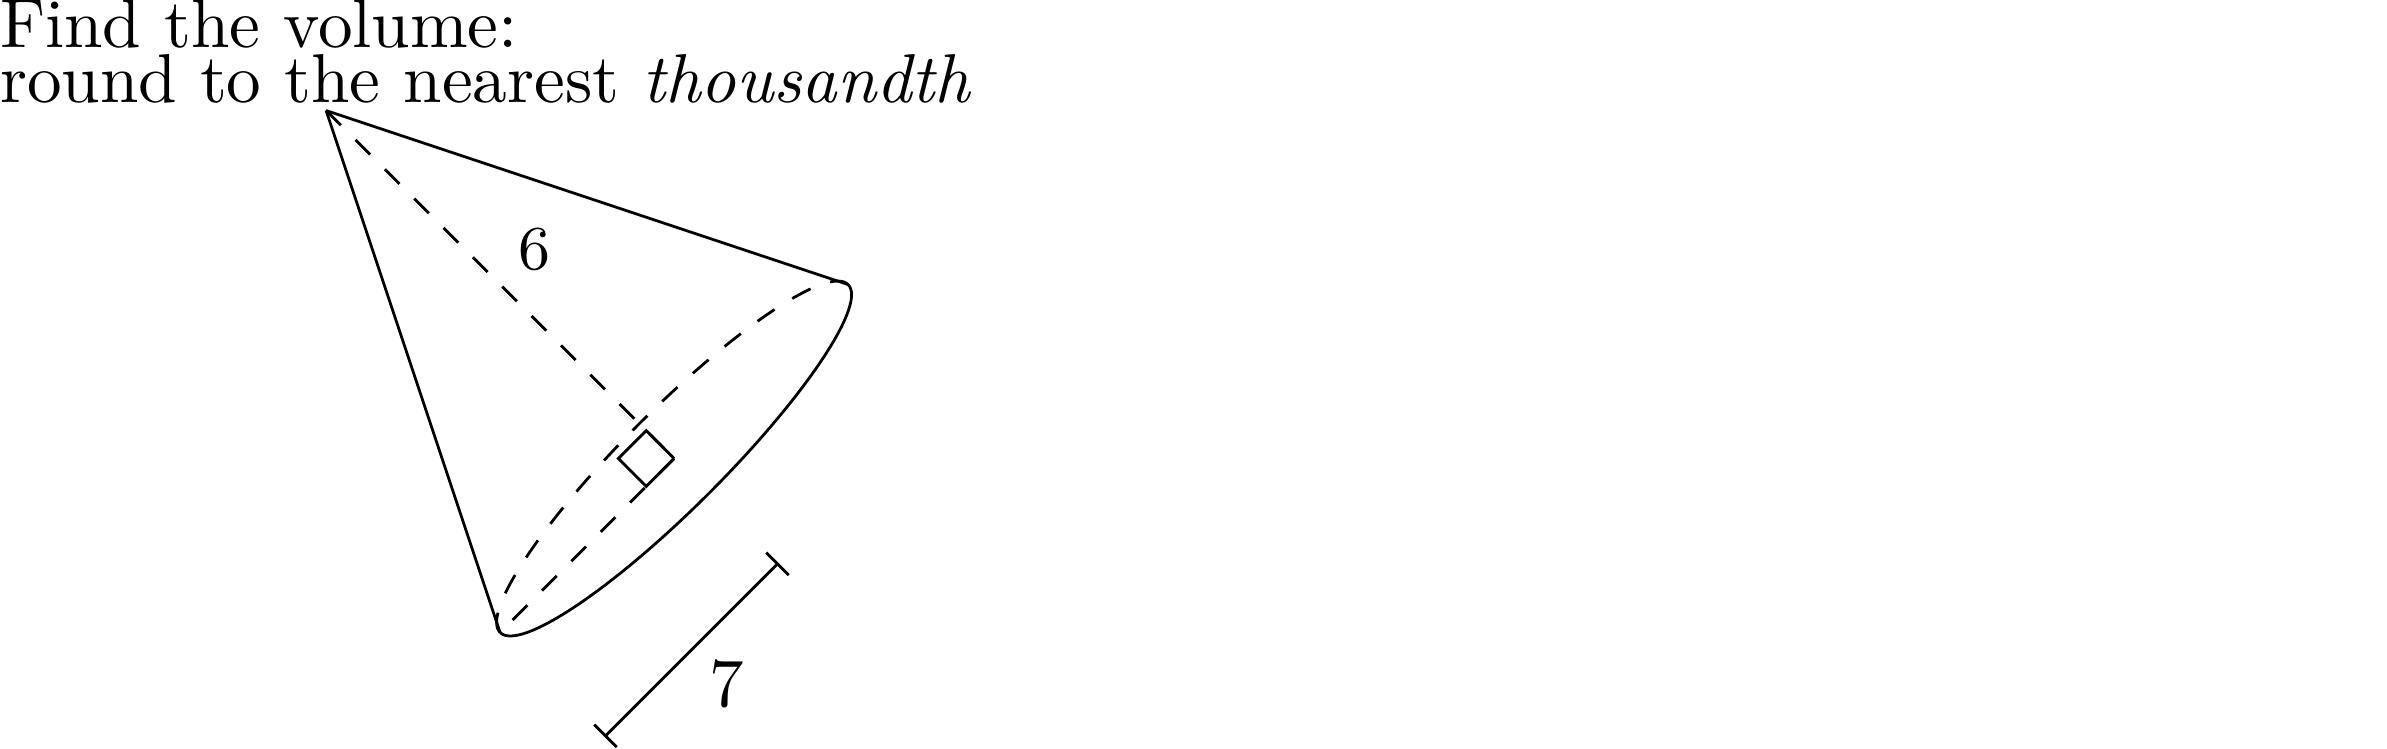 Find the volume:
round to the nearest thousandth
6
7